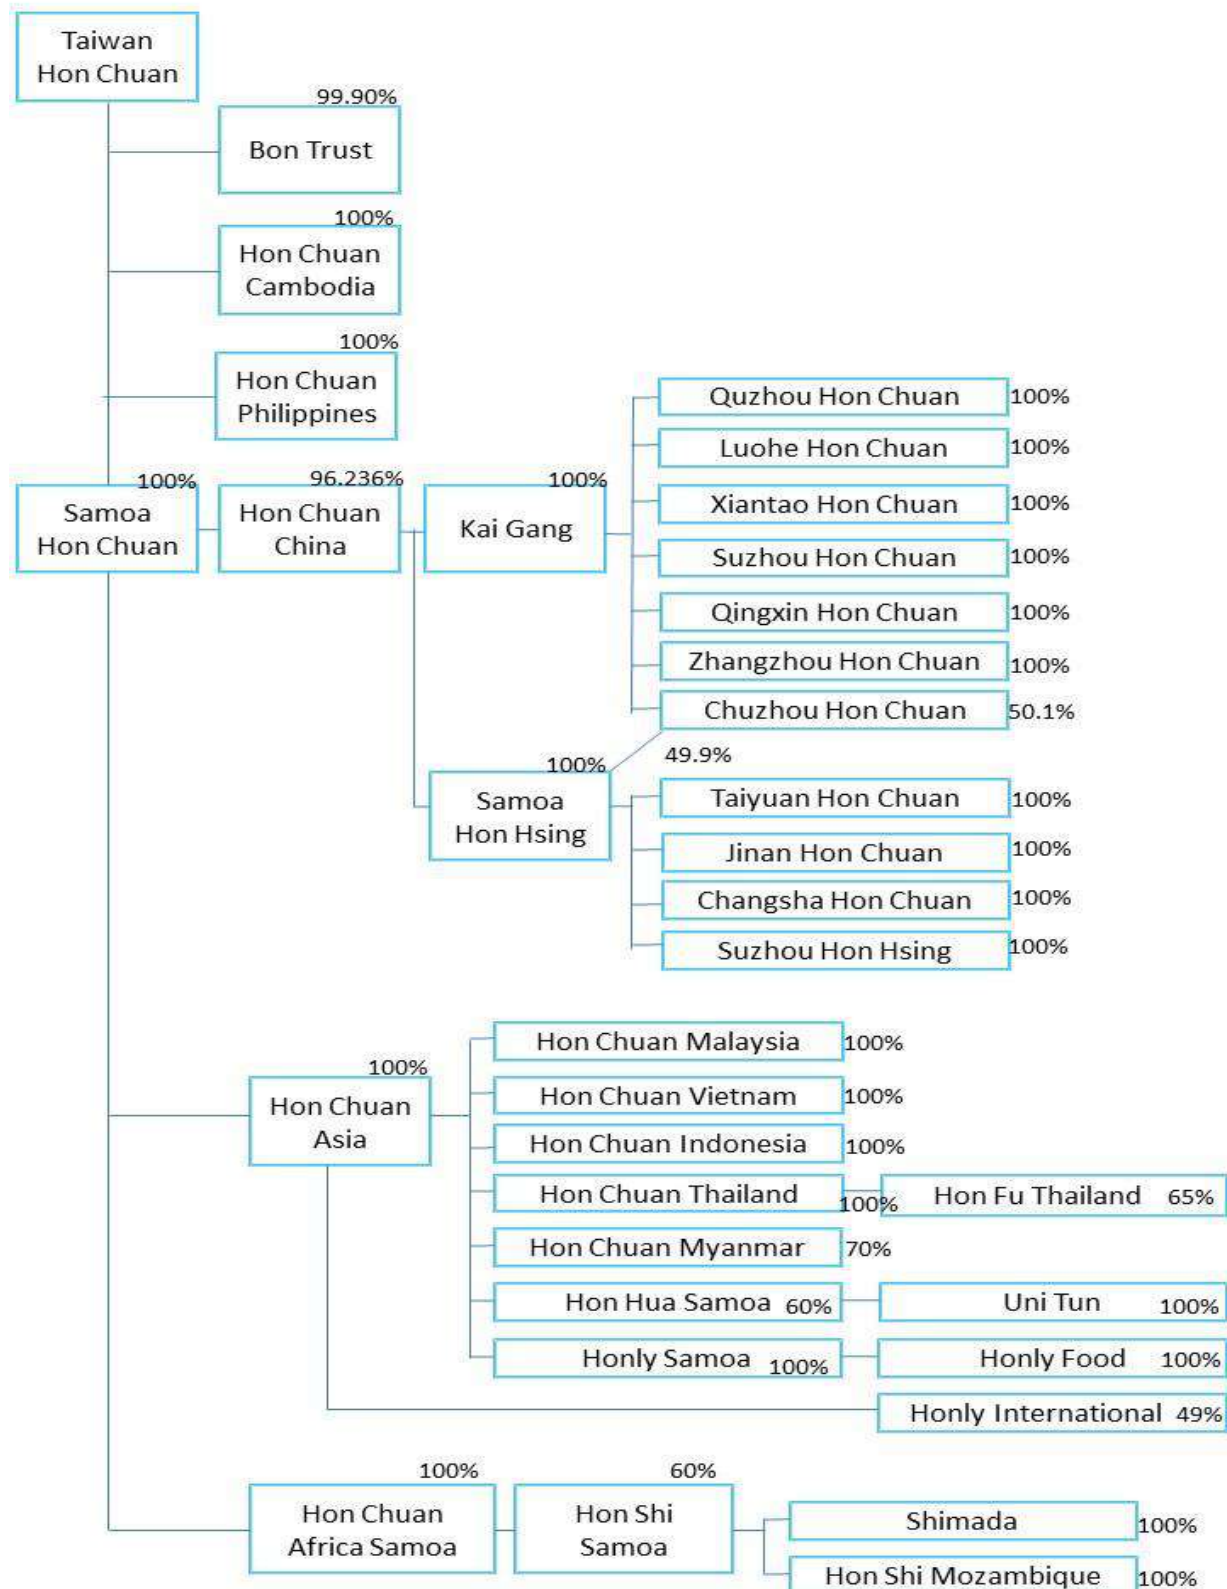 Taiwan
Hon Chuan
99.90%
Bon Trust
100%
Hon Chuan
Cambodia
100%
Hon Chuan
Philippines
100%
Samoa
Hon Chuan
96.236%
Hon Chuan
China
100%
Kai Gang
Quzhou Hon Chuan 100%
Luohe Hon Chuan 100%
Xiantao Hon Chuan 100%
Suzhou Hon Chuan 100%
Qingxin Hon Chuan 100%
Zhangzhou Hon Chuan 100%
Chuzhou Hon Chuan 50.1%
49.9%
100%
Samoa
Hon Hsing
Taiyuan Hon Chuan 100%
Jinan Hon Chuan 100%
Changsha Hon Chuan 100%
Suzhou Hon Hsing 100%
100%
Hon Chuan
Asia
Hon Chuan Malaysia 100%
Hon Chuan Vietnam 100%
Hon Chuan Indonesia 100%
Hon Chuan Thailand 100%
Hon Fu Thailand 65%
Hon Chuan Myanmar 70%
Hon Hua Samoa 60%
Uni Tun 100%
Honly Samoa 100%
Honly Food 100%
Honly International 49%
100%
Hon Chuan
Africa Samoa
60%
Hon Shi
Samoa
Shimada 100%
Hon Shi Mozambique 100%